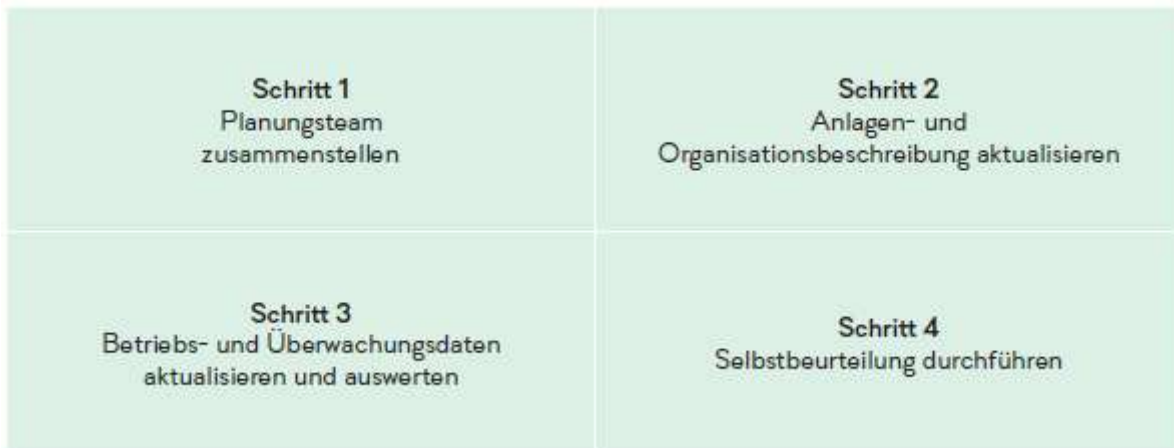 Schritt 1
Planungsteam
zusammenstellen
Schritt 2
Anlagen- und
Organisationsbeschreibung aktualisieren
Schritt 3
Betriebs- und Überwachungsdaten
aktualisieren und auswerten
Schritt 4
Selbstbeurteilung durchführen